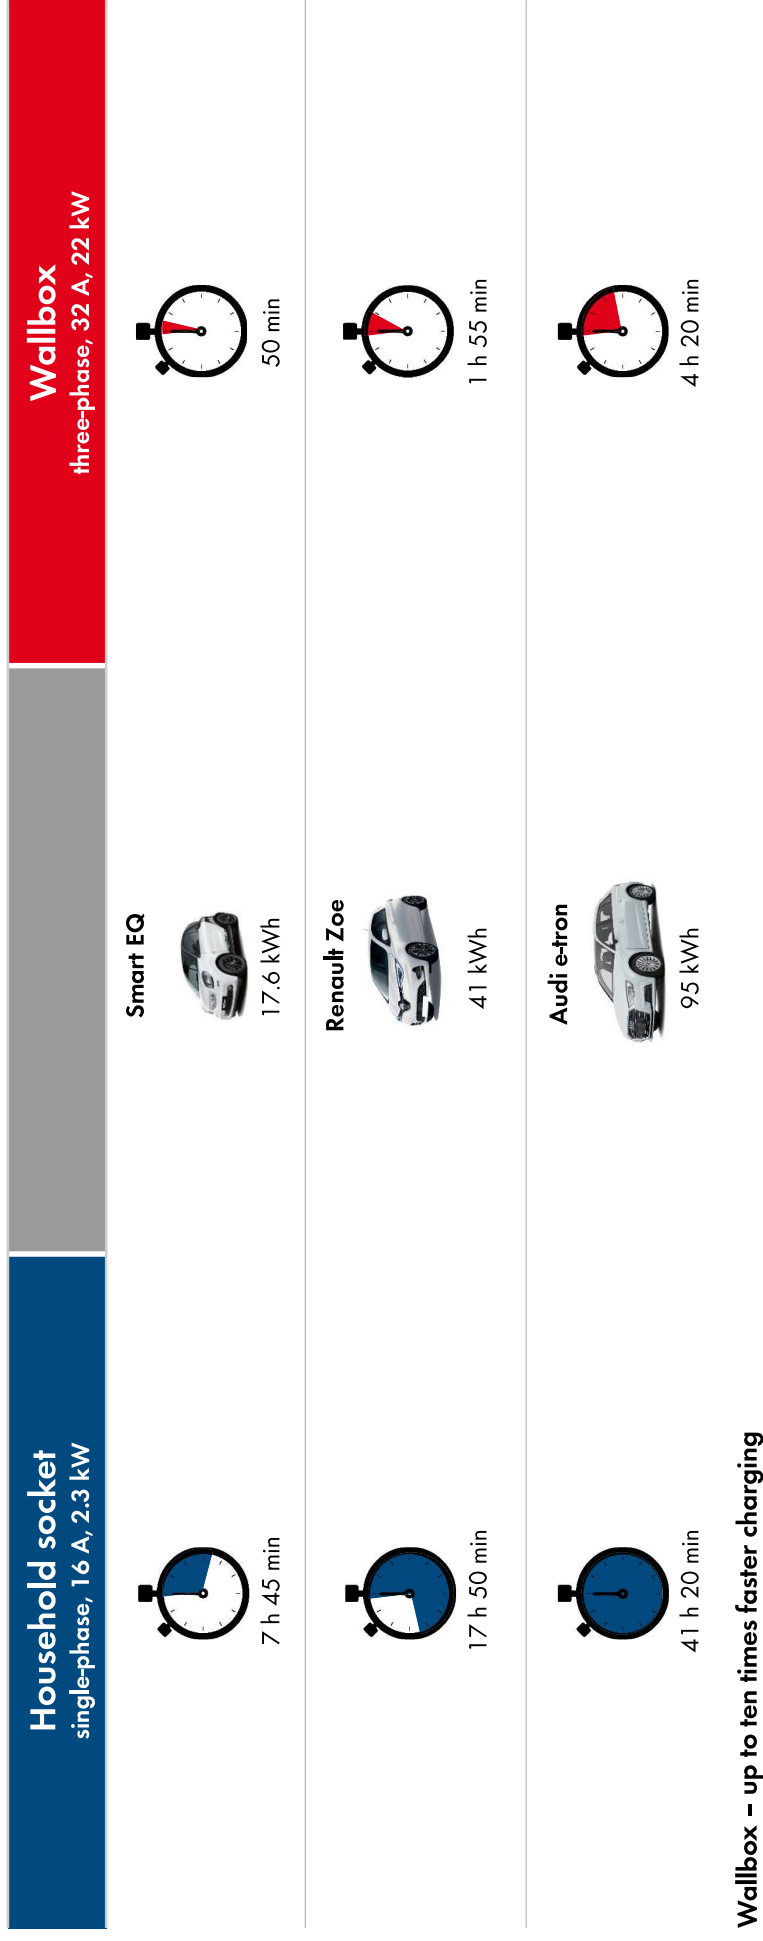 Household socket
single-phase, 16 A, 2.3 kW
Wallbox
three-phase, 32 A, 22 kW
Smart EQ
7 h 45 min
17.6 kWh
50 min
Renault Zoe
17 h 50 min
41 kWh
1 h 55 min
Audi e-tron
41 h 20 min
95 kWh
4 h 20 min
Wallbox – up to ten times faster charging